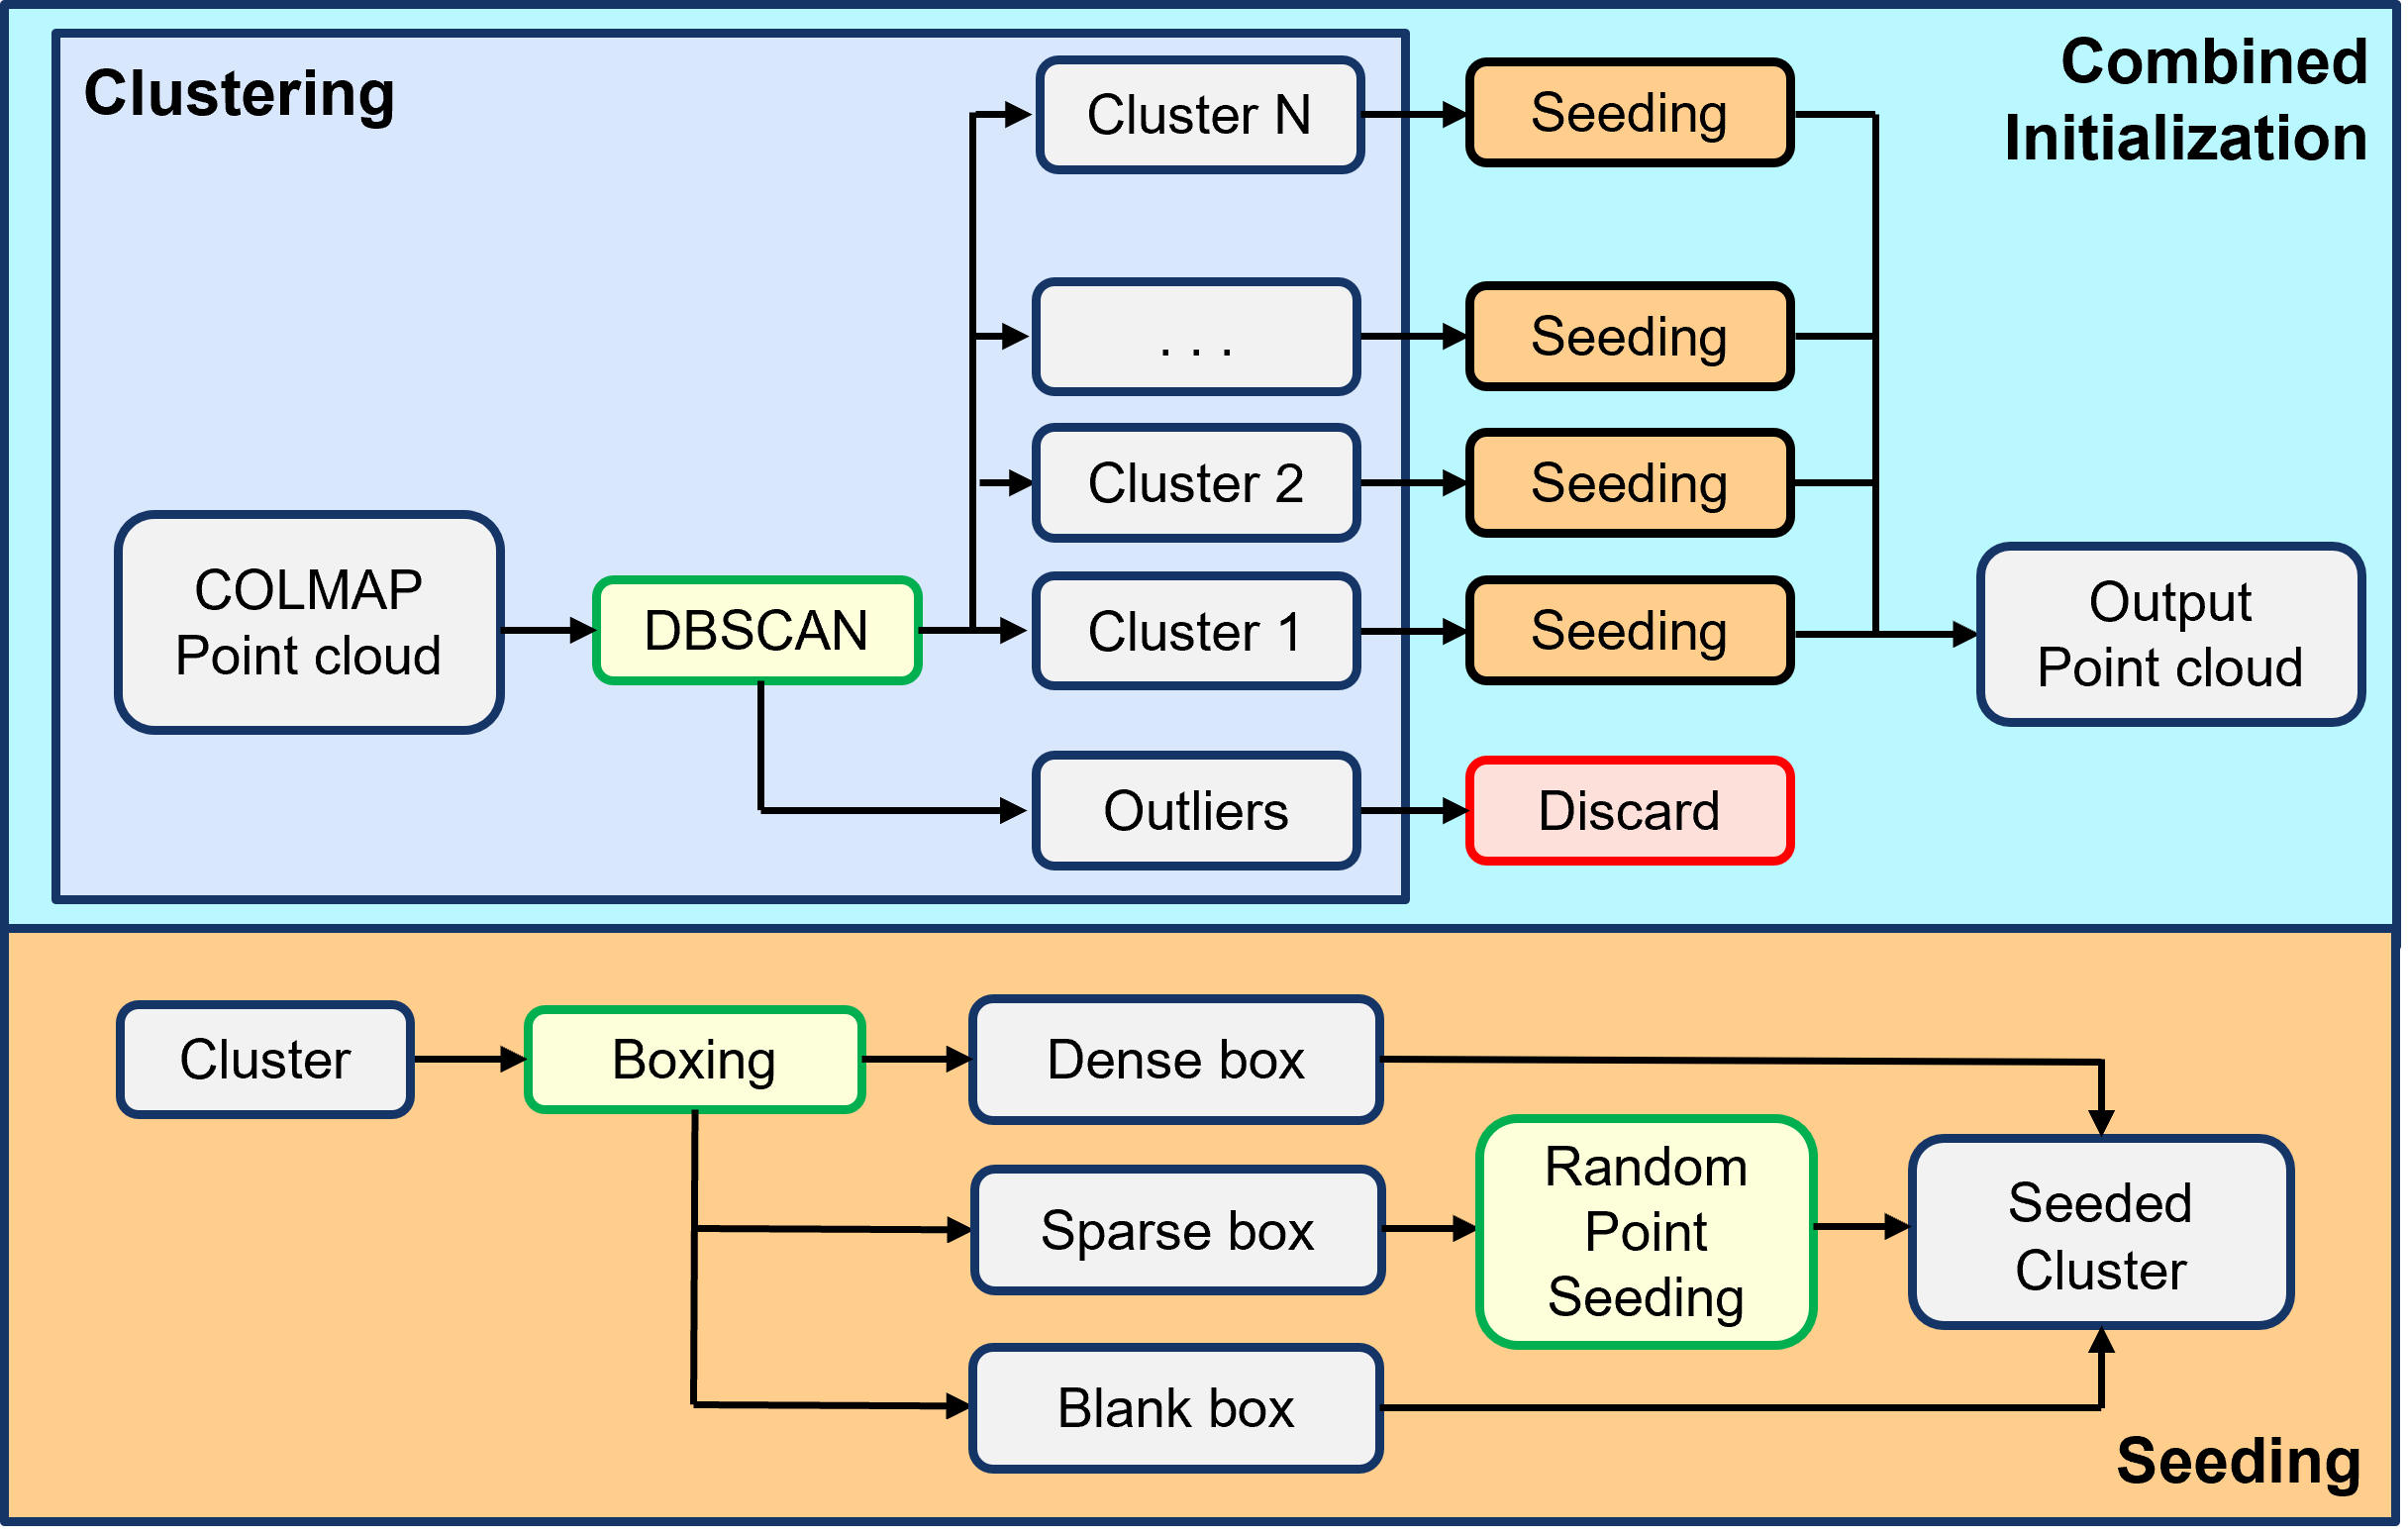 Clustering
Combined
Initialization
Cluster N
Seeding
. . .
Seeding
Cluster 2
Seeding
COLMAP
Point cloud
DBSCAN
Cluster 1
Seeding
Output
Point cloud
Outliers
Discard
Cluster
Boxing
Dense box
Sparse box
Random
Point
Seeding
Seeded
Cluster
Blank box
Seeding